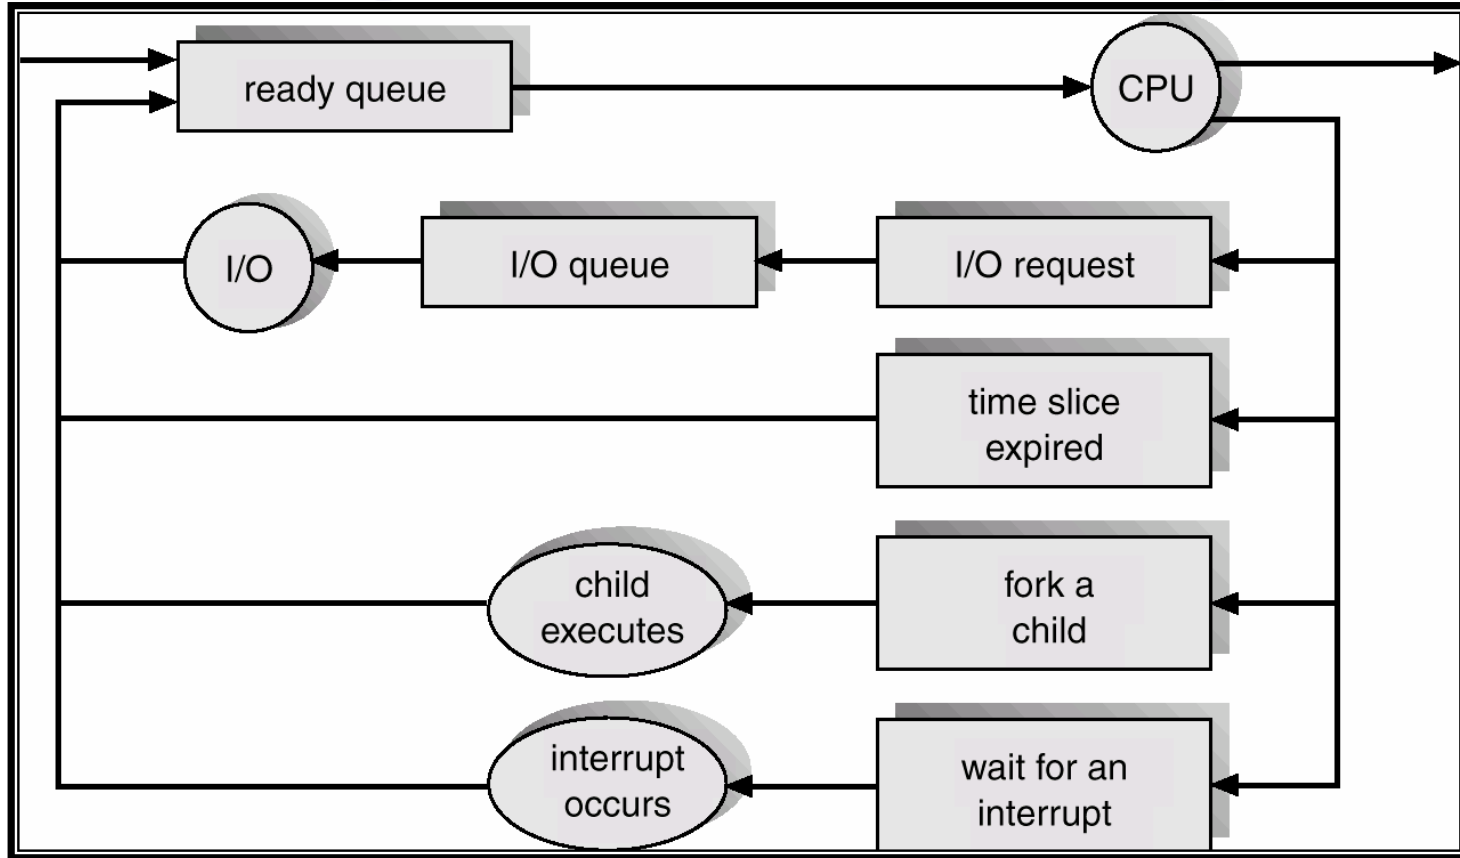 ready queue
CPU
I/O
I/O queue
I/O request
time slice
expired
child
executes
fork a
child
interrupt
occurs
wait for an
interrupt